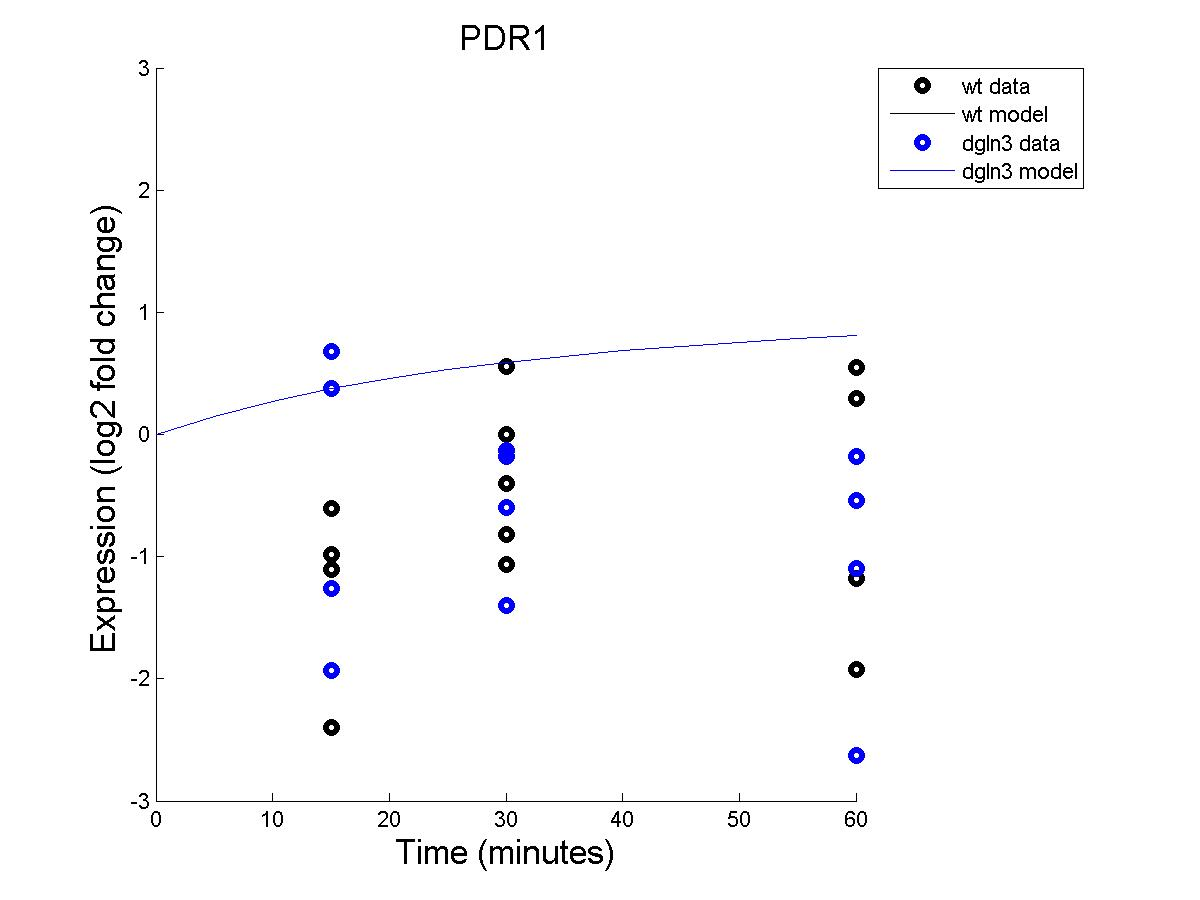 PDR1
wt data
wt model
dgln3 data
dgln3 model
Expression (log2 fold change)
3
2
1
0
-1
-2
-3
0 10 20 30 40 50 60
Time (minutes)